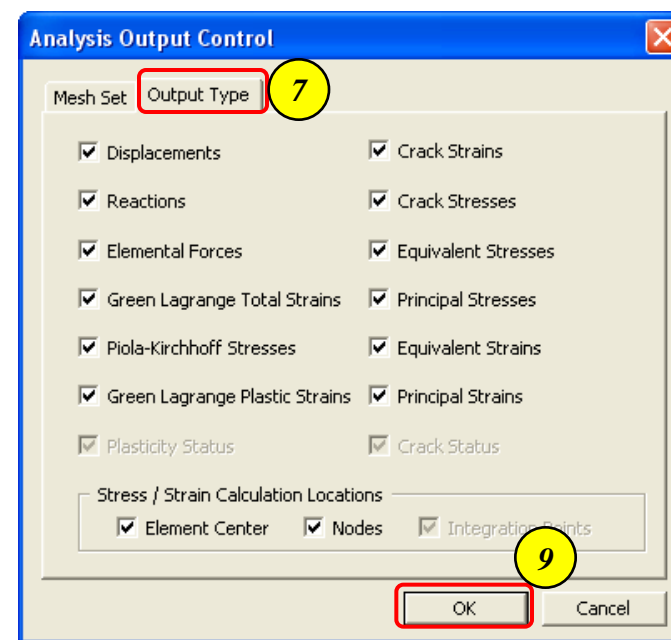 Analysis Output Control
Mesh Set Output Type 7
Displacements Crack Strains
Reactions Crack Stresses
Elemental Forces Equivalent Stresses
Green Lagrange Total Strains Principal Stresses
Piola-Kirchhoff Stresses Equivalent Strains
Green Lagrange Plastic Strains Principal Strains
Plasticity Status Crack Status
Stress / Strain Calculation Locations
Element Center Nodes Integration Points
9
OK Cancel